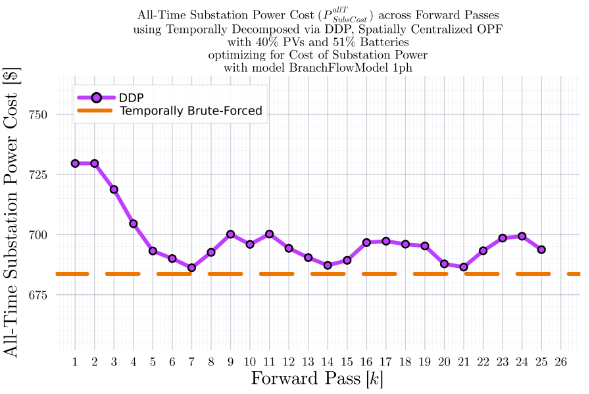 All-Time Substation Power Cost (P^{allT}_{SubsCost}) across Forward Passes
using Temporally Decomposed via DDP, Spatially Centralized OPF
with 40% PVs and 51% Batteries
optimizing for Cost of Substation Power
with model BranchFlowModel 1ph
All-Time Substation Power Cost [$]
750
725
700
675
DDP
Temporally Brute-Forced
1 2 3 4 5 6 7 8 9 10 11 12 13 14 15 16 17 18 19 20 21 22 23 24 25 26
Forward Pass [k]